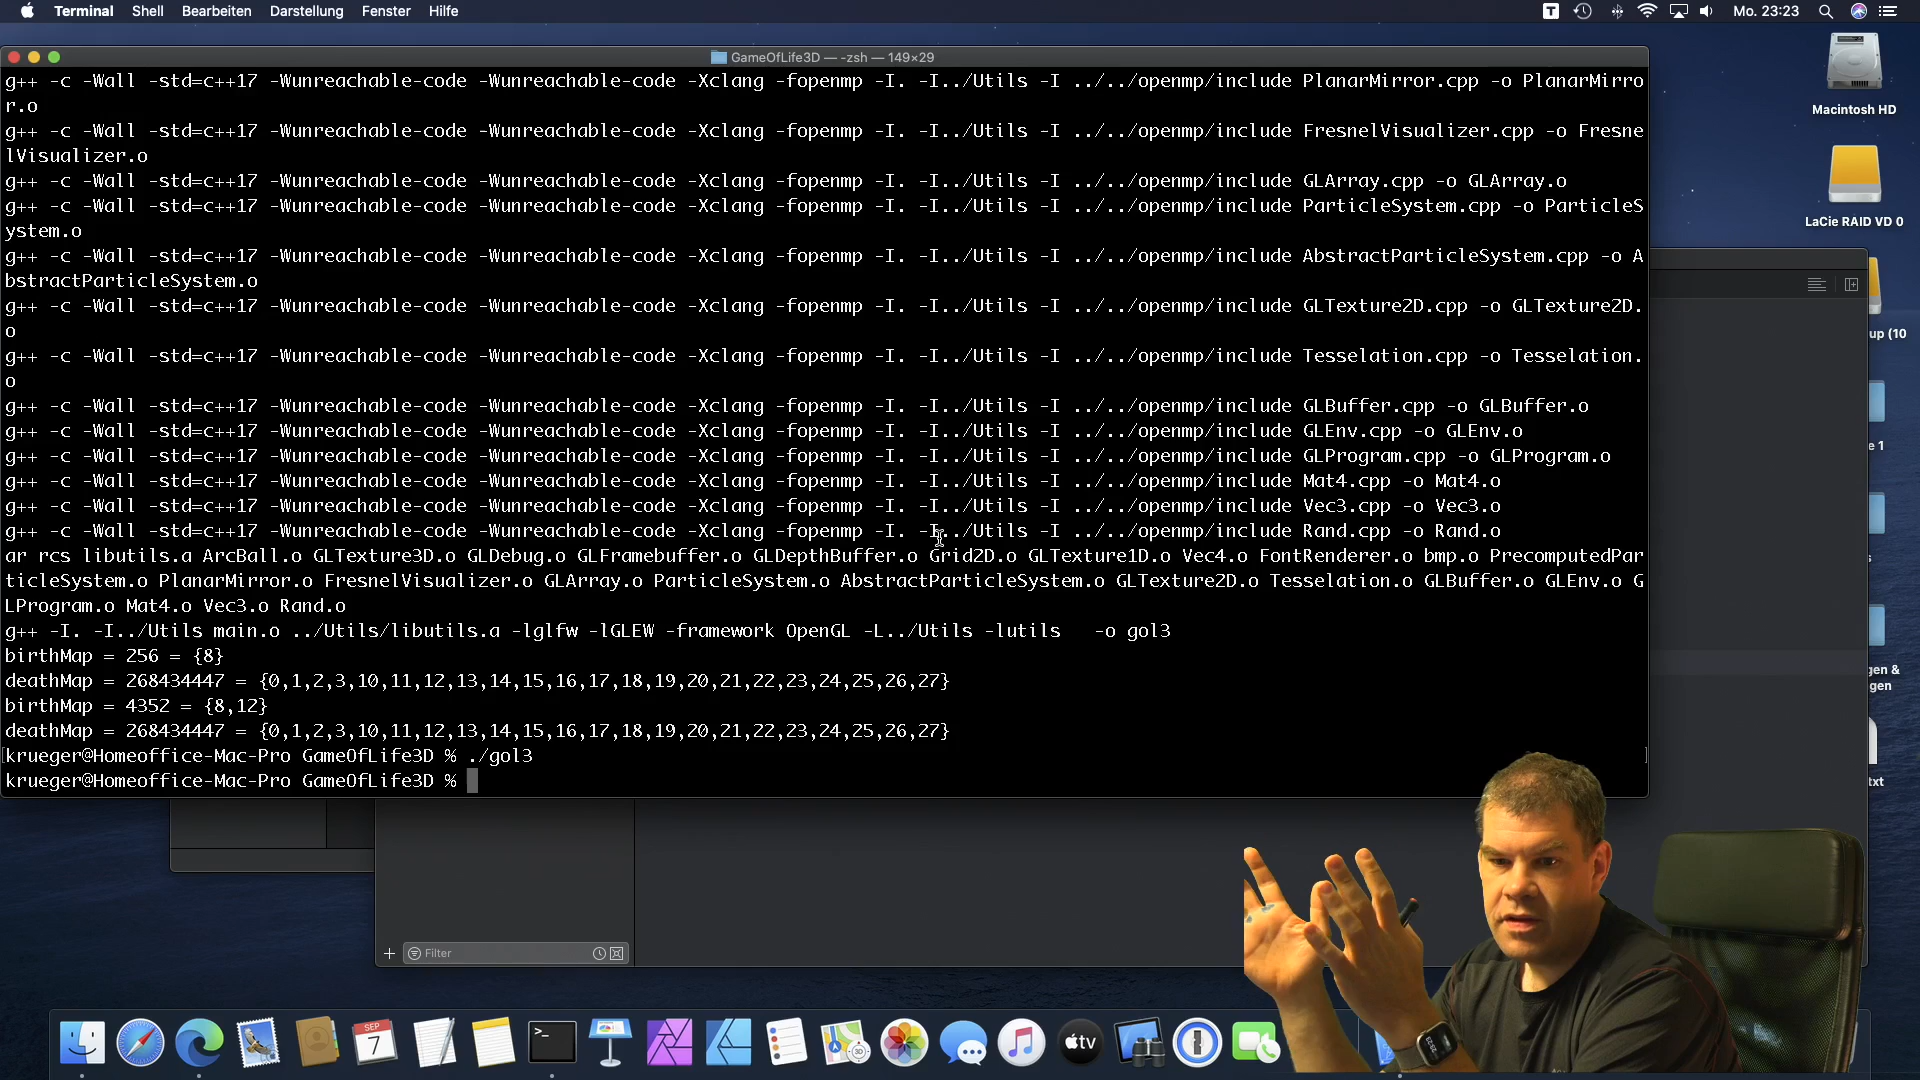 Terminal Shell Bearbeiten Darstellung Fenster Hilfe Mo. 23:23
GameOfLife3D — -zsh — 149×29
g++ -c -Wall -std=c++17 -Wunreachable-code -Wunreachable-code -Xclang -fopenmp -I. -I../Utils -I ../../openmp/include PlanarMirror.cpp -o PlanarMirro
r.o
g++ -c -Wall -std=c++17 -Wunreachable-code -Wunreachable-code -Xclang -fopenmp -I. -I../Utils -I ../../openmp/include FresnelVisualizer.cpp -o Fresne
lVisualizer.o
g++ -c -Wall -std=c++17 -Wunreachable-code -Wunreachable-code -Xclang -fopenmp -I. -I../Utils -I ../../openmp/include GLArray.cpp -o GLArray.o
g++ -c -Wall -std=c++17 -Wunreachable-code -Wunreachable-code -Xclang -fopenmp -I. -I../Utils -I ../../openmp/include ParticleSystem.cpp -o ParticleS
ystem.o
g++ -c -Wall -std=c++17 -Wunreachable-code -Wunreachable-code -Xclang -fopenmp -I. -I../Utils -I ../../openmp/include AbstractParticleSystem.cpp -o A
bstractParticleSystem.o
g++ -c -Wall -std=c++17 -Wunreachable-code -Wunreachable-code -Xclang -fopenmp -I. -I../Utils -I ../../openmp/include GLTexture2D.cpp -o GLTexture2D.
o
g++ -c -Wall -std=c++17 -Wunreachable-code -Wunreachable-code -Xclang -fopenmp -I. -I../Utils -I ../../openmp/include Tesselation.cpp -o Tesselation.
o
g++ -c -Wall -std=c++17 -Wunreachable-code -Wunreachable-code -Xclang -fopenmp -I. -I../Utils -I ../../openmp/include GLBuffer.cpp -o GLBuffer.o
g++ -c -Wall -std=c++17 -Wunreachable-code -Wunreachable-code -Xclang -fopenmp -I. -I../Utils -I ../../openmp/include GLEnv.cpp -o GLEnv.o
g++ -c -Wall -std=c++17 -Wunreachable-code -Wunreachable-code -Xclang -fopenmp -I. -I../Utils -I ../../openmp/include GLProgram.cpp -o GLProgram.o
g++ -c -Wall -std=c++17 -Wunreachable-code -Wunreachable-code -Xclang -fopenmp -I. -I../Utils -I ../../openmp/include Mat4.cpp -o Mat4.o
g++ -c -Wall -std=c++17 -Wunreachable-code -Wunreachable-code -Xclang -fopenmp -I. -I../Utils -I ../../openmp/include Vec3.cpp -o Vec3.o
g++ -c -Wall -std=c++17 -Wunreachable-code -Wunreachable-code -Xclang -fopenmp -I. -I../Utils -I ../../openmp/include Rand.cpp -o Rand.o
ar rcs libutils.a ArcBall.o GLTexture3D.o GLDebug.o GLFramebuffer.o GLDepthBuffer.o Grid2D.o GLTexture1D.o Vec4.o FontRenderer.o bmp.o PrecomputedPar
ticleSystem.o PlanarMirror.o FresnelVisualizer.o GLArray.o ParticleSystem.o AbstractParticleSystem.o GLTexture2D.o Tesselation.o GLBuffer.o GLEnv.o G
LProgram.o Mat4.o Vec3.o Rand.o
g++ -I. -I../Utils main.o ../Utils/libutils.a -lglfw -lGLEW -framework OpenGL -L../Utils -lutils -o gol3
birthMap = 256 = {8}
deathMap = 268434447 = {0,1,2,3,10,11,12,13,14,15,16,17,18,19,20,21,22,23,24,25,26,27}
birthMap = 4352 = {8,12}
deathMap = 268434447 = {0,1,2,3,10,11,12,13,14,15,16,17,18,19,20,21,22,23,24,25,26,27}
[krueger@Homeoffice-Mac-Pro GameOfLife3D % ./gol3 ]
krueger@Homeoffice-Mac-Pro GameOfLife3D %
Macintosh HD
LaCie RAID VD 0
up (10
e 1
s
gen &
gen
txt
Filter
SEP
7
tv